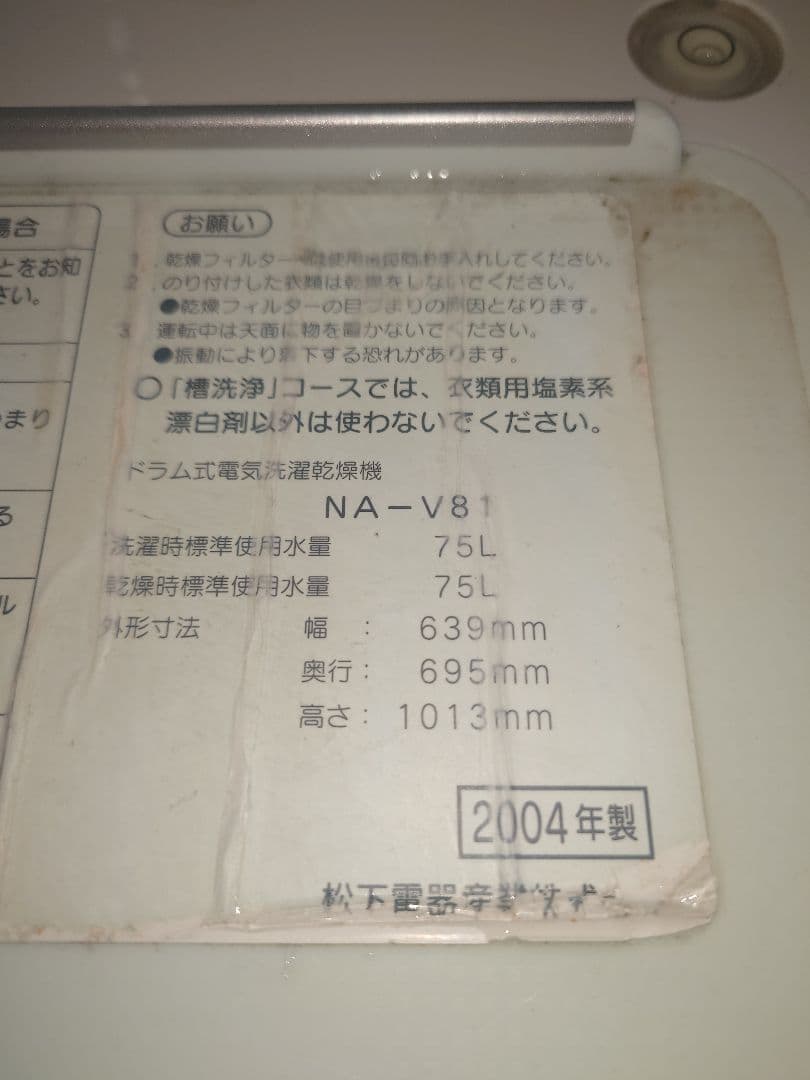 場合
とをお知
さい。
まり
る
ル
お願い
1. 乾燥フィルターは使用 お手入れしてください。
2. のり付けした衣類は乾燥をしないでください。
●乾燥フィルターの目づまりの原因となります。
3 運転中は天面に物を置かないでください。
●振動により落下する恐れがあります。
○「槽洗浄」コースでは、衣類用塩素系
漂白剤以外は使わないでください。
ドラム式電気洗濯乾燥機
NA－V81
洗濯時標準使用水量 75L
乾燥時標準使用水量 75L
外形寸法 幅 : 639mm
奥行: 695mm
高さ: 1013mm
2004年製
松下電器産業